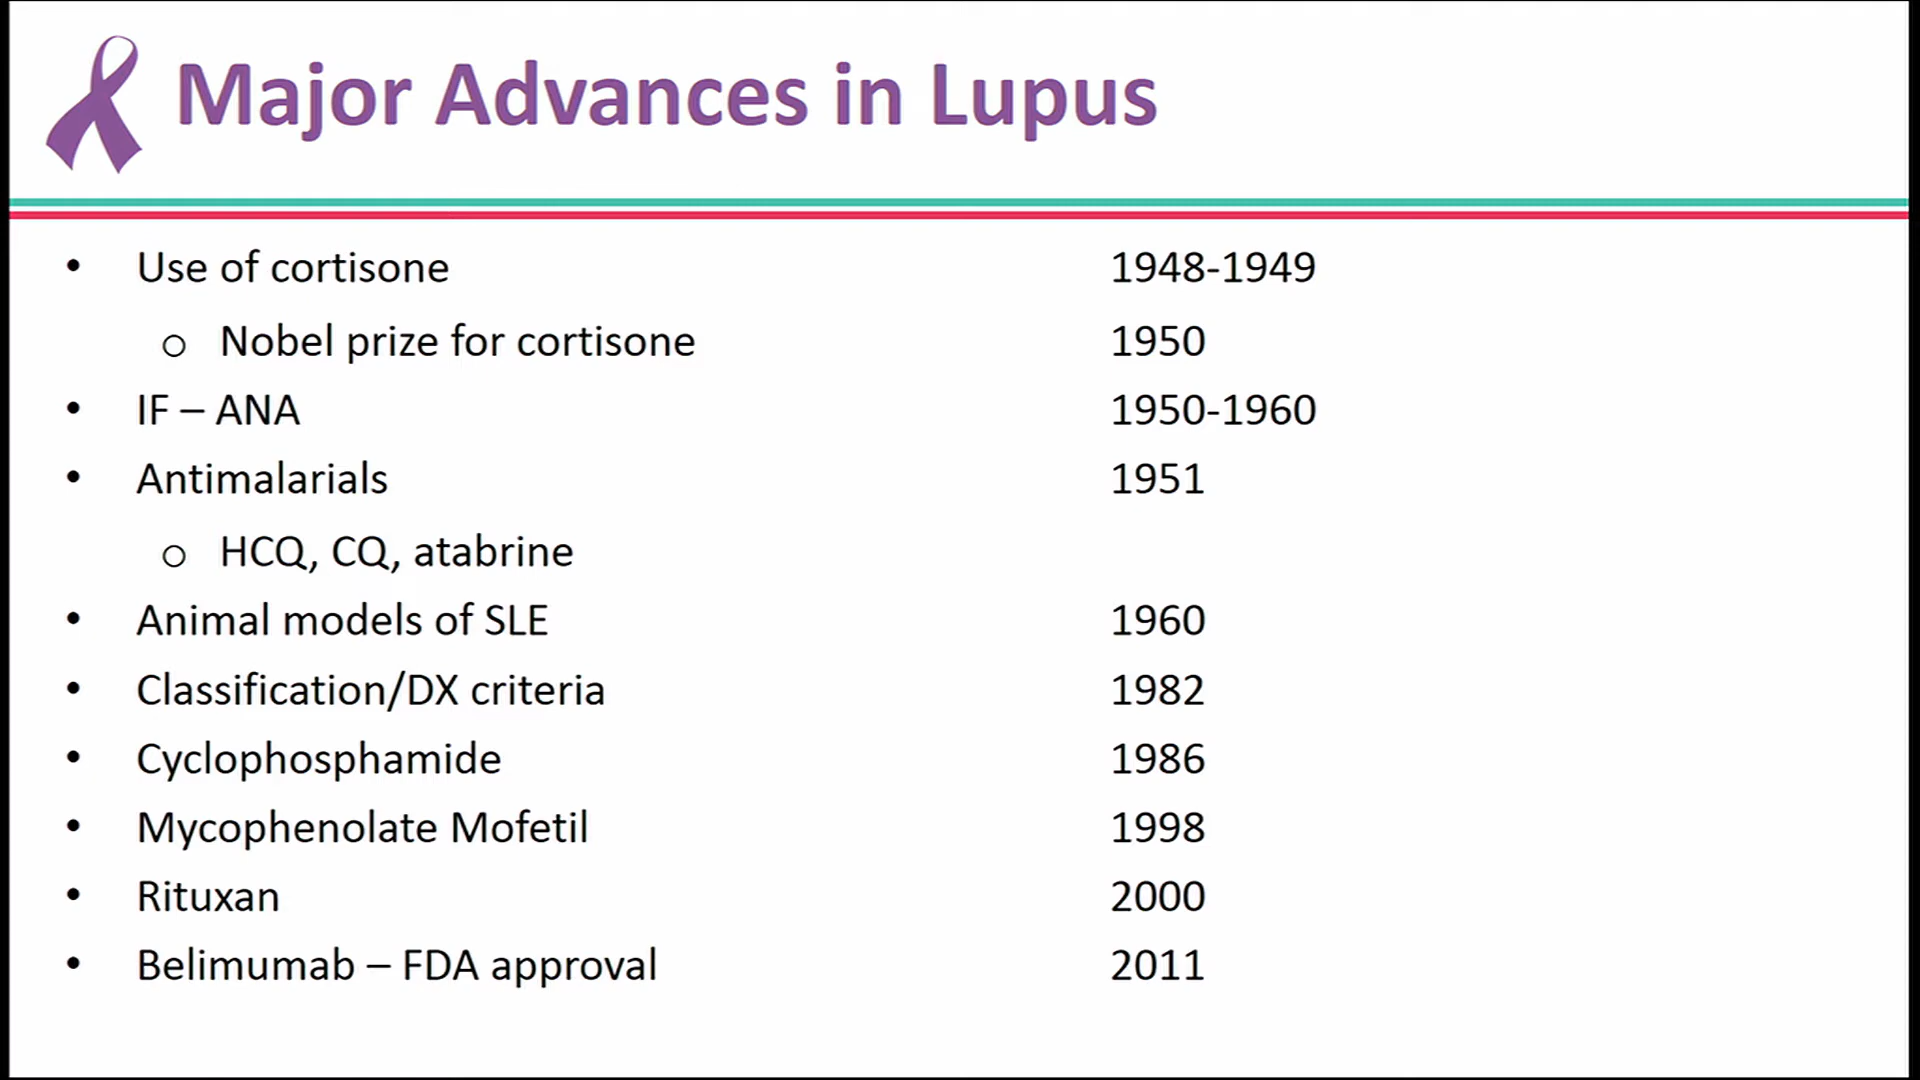 Major Advances in Lupus
• Use of cortisone 1948-1949
o Nobel prize for cortisone 1950
• IF – ANA 1950-1960
• Antimalarials 1951
o HCQ, CQ, atabrine
• Animal models of SLE 1960
• Classification/DX criteria 1982
• Cyclophosphamide 1986
• Mycophenolate Mofetil 1998
• Rituxan 2000
• Belimumab – FDA approval 2011